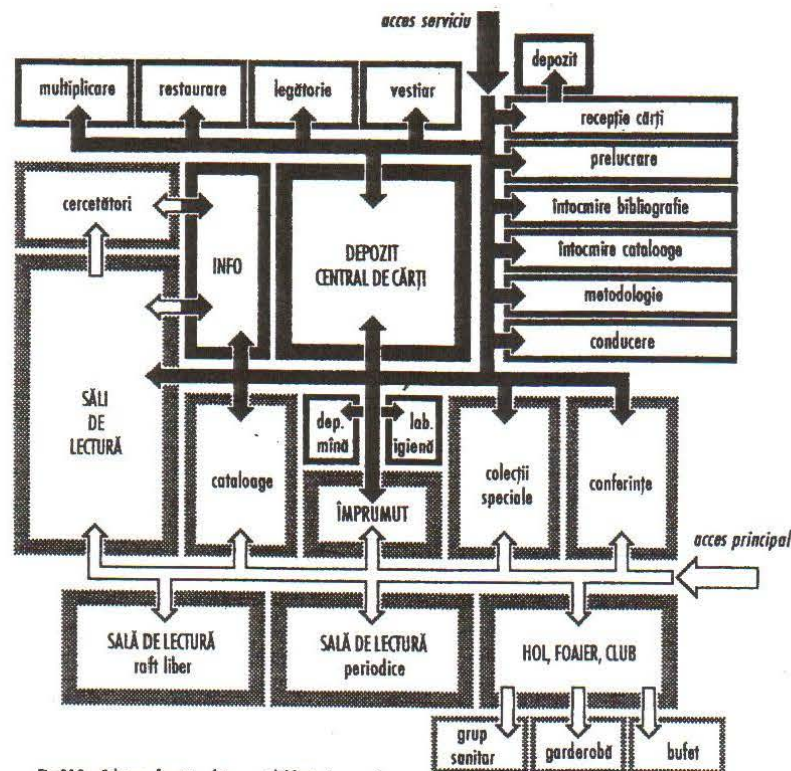 acces serviciu
depozit
multiplicare
restaurare
legătorie
vestiar
recepție cărți
prelucrare
întocmire bibliografie
întocmire cataloage
metodologie
conducere
cercetători
INFO
DEPOZIT
CENTRAL DE CĂRȚI
SĂLI
DE
LECTURĂ
cataloage
dep.
mînă
lab.
igienă
ÎMPRUMUT
colecții
speciale
conferințe
acces principal
SALĂ DE LECTURĂ
raft liber
SALĂ DE LECTURĂ
periodice
HOL, FOAIER, CLUB
grup
sanitar
garderobă
bufet